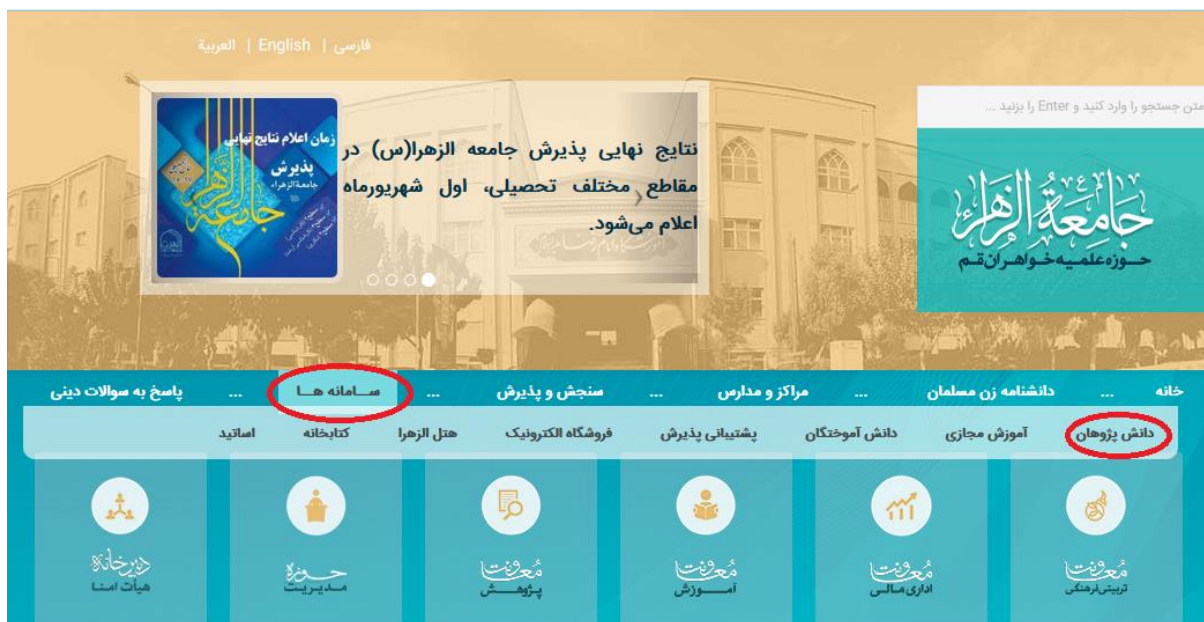 فارسی | English | العربية
متن جستجو را وارد کنید و Enter را بزنید ...
جامعة الزهراء
حوزه علمیه خواهران قم
نتایج نهایی پذیرش جامعه الزهرا(س) در
مقاطع مختلف تحصیلی، اول شهریورماه
اعلام می‌شود.
زمان اعلام نتایج نهایی
پذیرش
جامعة الزهراء
خانه ... دانشنامه زن مسلمان ... مراکز و مدارس ... سنجش و پذیرش ... سامانه ها ... پاسخ به سوالات دینی
دانش پژوهان آموزش مجازی دانش آموختگان پشتیبانی پذیرش فروشگاه الکترونیک هتل الزهرا کتابخانه اساتید
معاونت تربیتی فرهنگی
معاونت اداری مالی
معاونت آموزش
معاونت پژوهش
حوزه مدیریت
دبیرخانه هیأت امنا